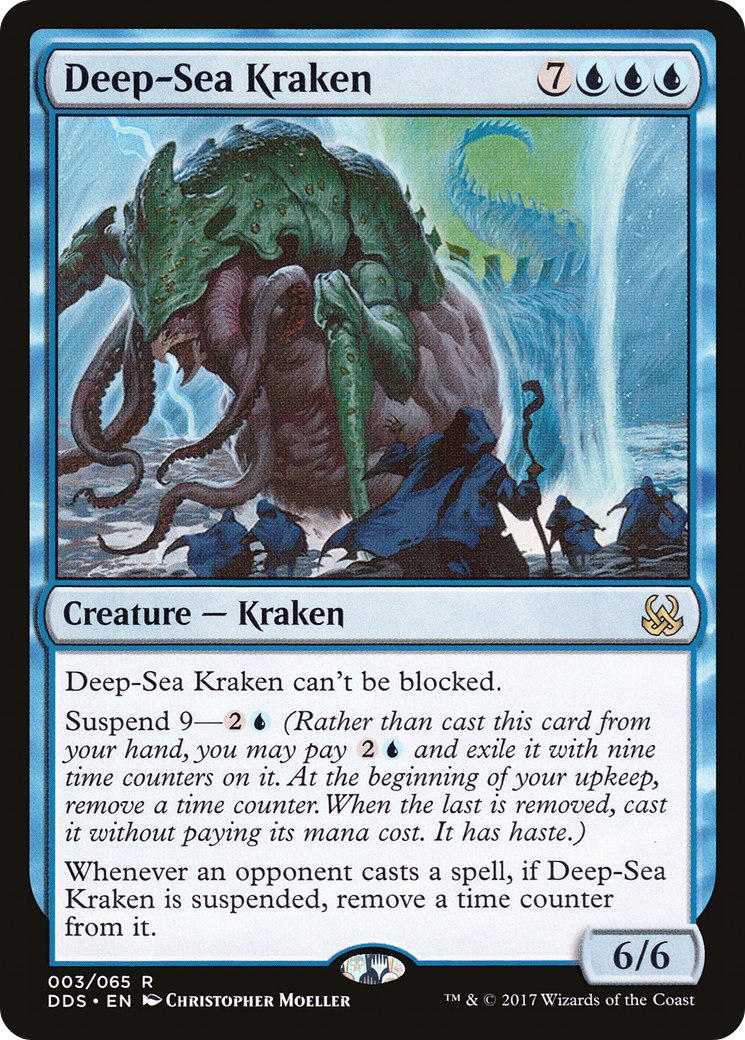 Deep-Sea Kraken 7
Creature — Kraken
Deep-Sea Kraken can't be blocked.
Suspend 9—2 (Rather than cast this card from
your hand, you may pay 2 and exile it with nine
time counters on it. At the beginning of your upkeep,
remove a time counter. When the last is removed, cast
it without paying its mana cost. It has haste.)
Whenever an opponent casts a spell, if Deep-Sea
Kraken is suspended, remove a time counter
from it.
6/6
003/065 R
DDS • EN Christopher Moeller
™ & © 2017 Wizards of the Coast